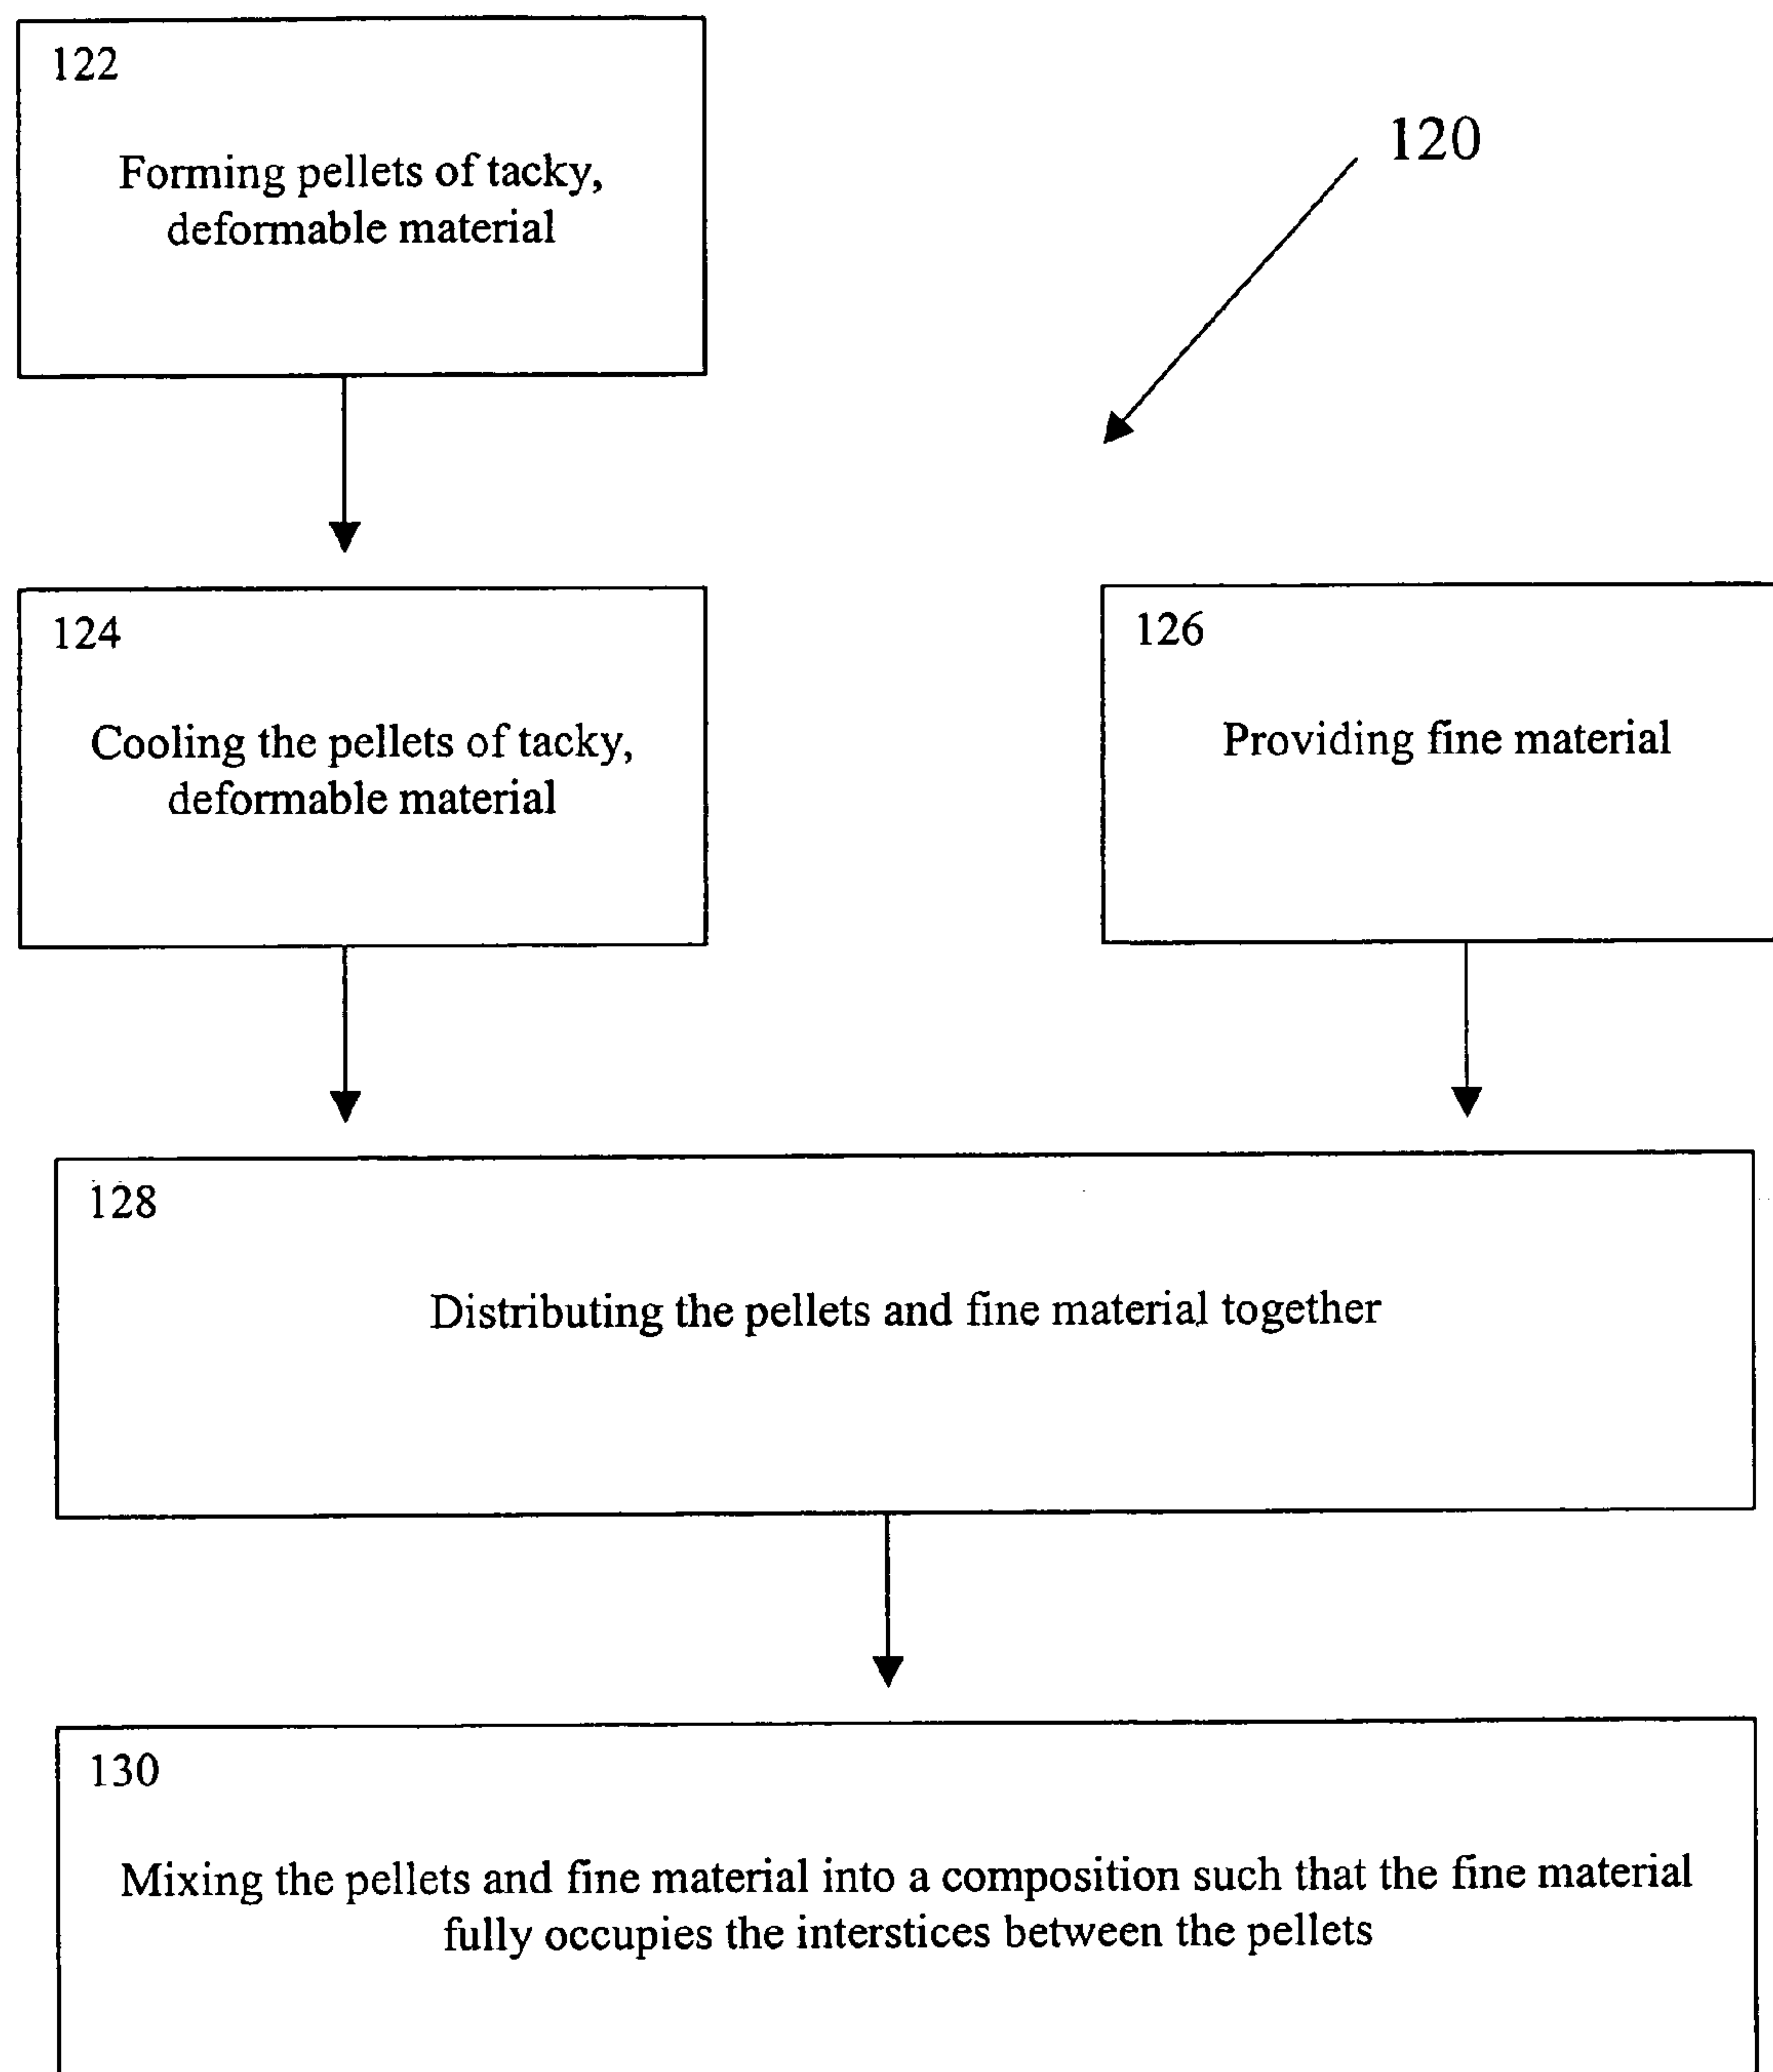 122
Forming pellets of tacky,
deformable material
120
124
Cooling the pellets of tacky,
deformable material
126
Providing fine material
128
Distributing the pellets and fine material together
130
Mixing the pellets and fine material into a composition such that the fine material
fully occupies the interstices between the pellets